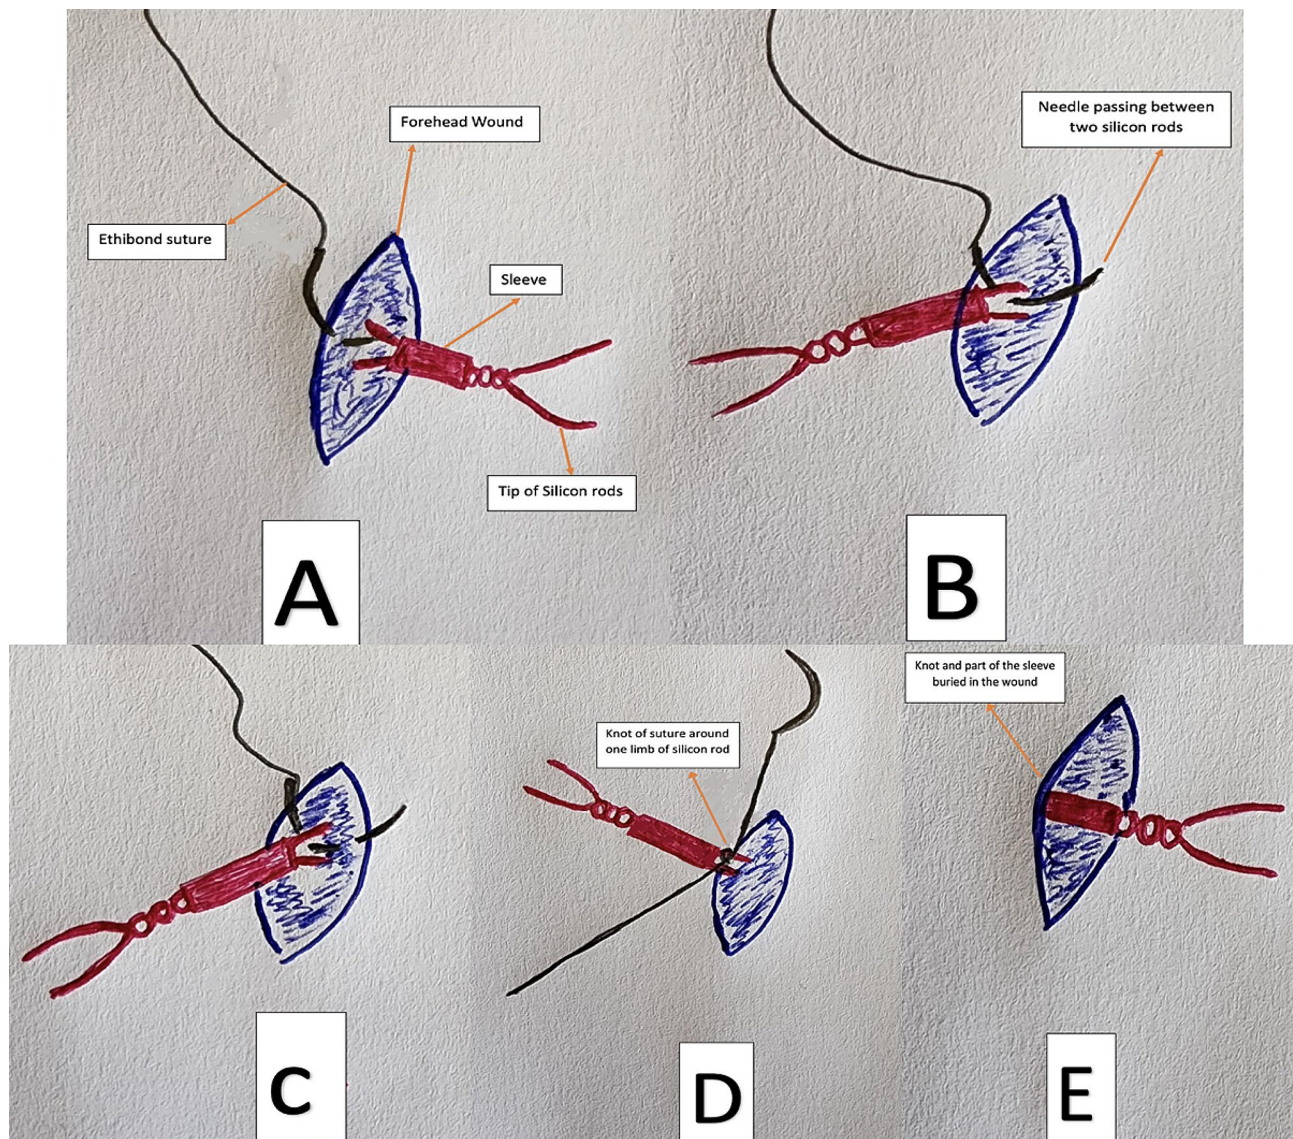 Forehead Wound
Ethibond suture
Sleeve
Tip of Silicon rods
A
Needle passing between
two silicon rods
B
C
Knot of suture around
one limb of silicon rod
D
Knot and part of the sleeve
buried in the wound
E